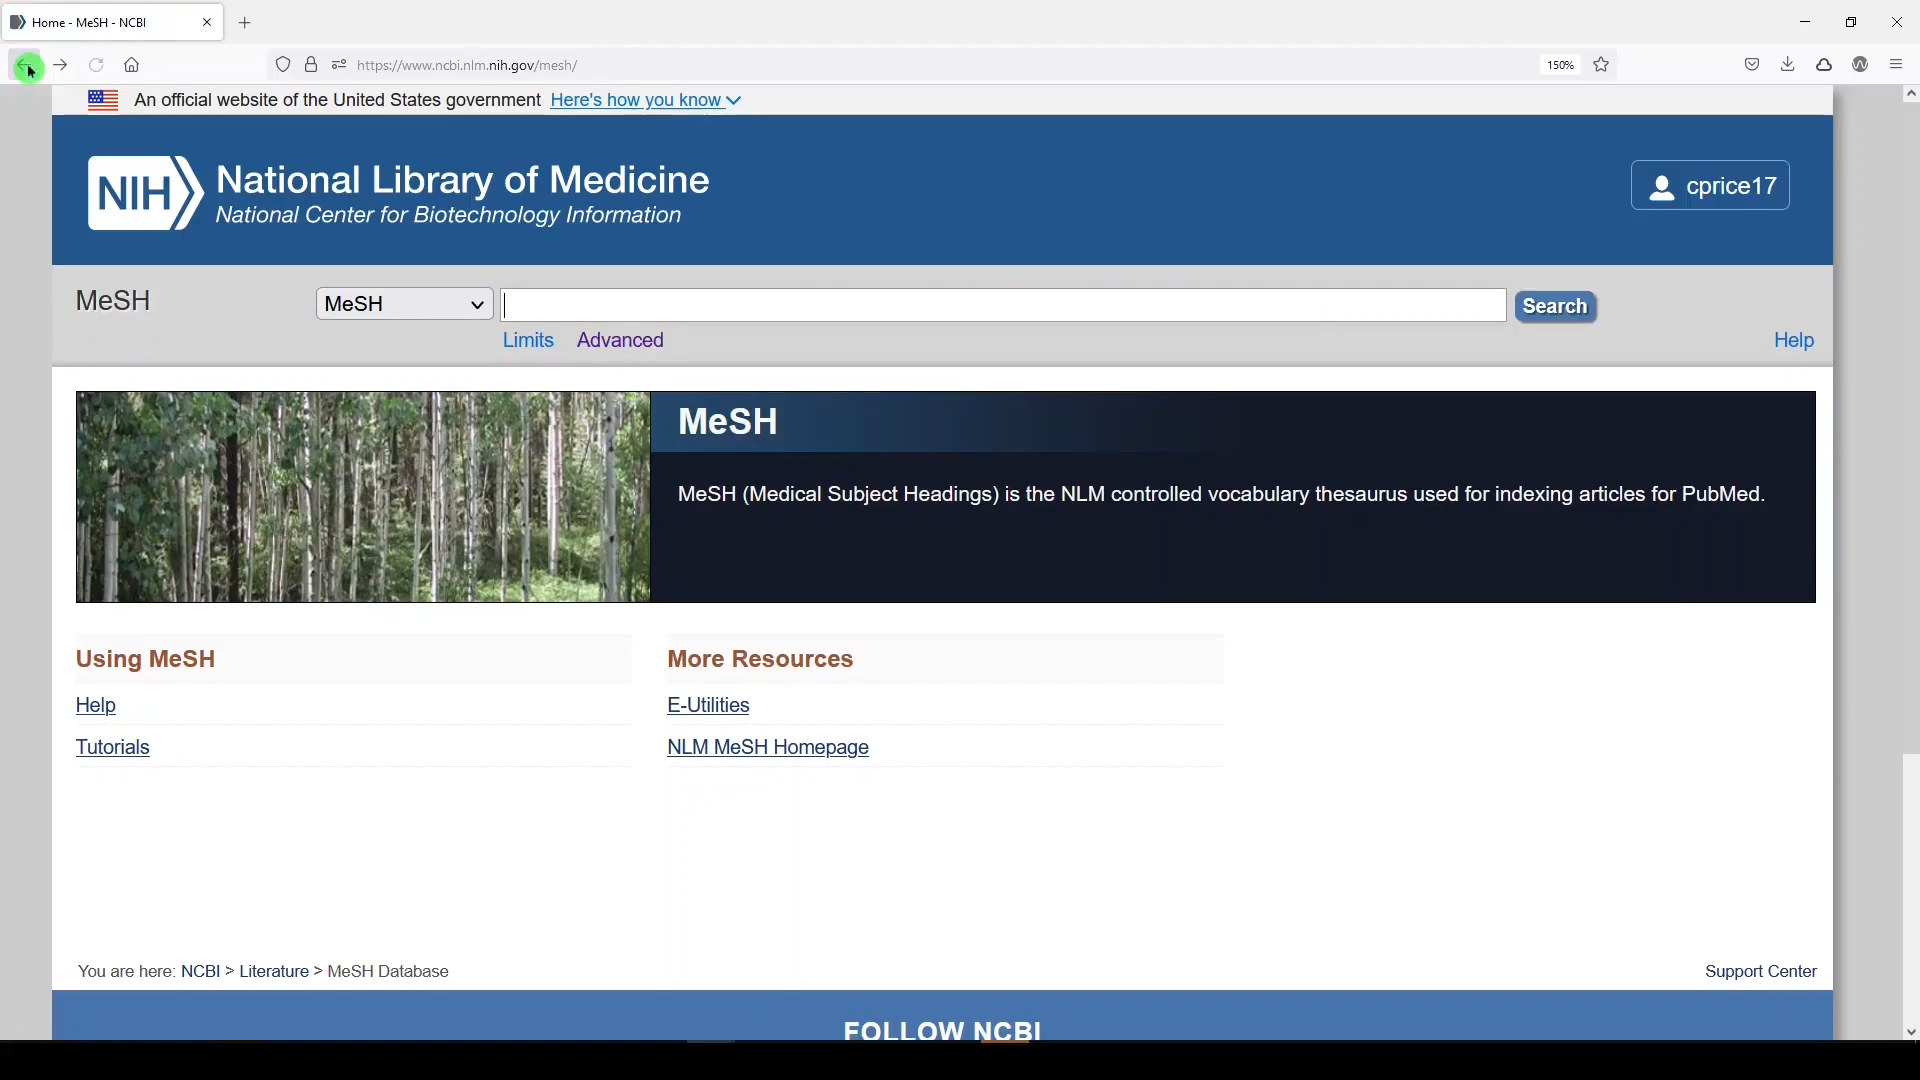 Home - MeSH - NCBI
https://www.ncbi.nlm.nih.gov/mesh/
150%
An official website of the United States government Here's how you know
NIH
National Library of Medicine
National Center for Biotechnology Information
cprice17
MeSH
MeSH
Search
Limits
Advanced
Help
MeSH
MeSH (Medical Subject Headings) is the NLM controlled vocabulary thesaurus used for indexing articles for PubMed.
Using MeSH
Help
Tutorials
More Resources
E-Utilities
NLM MeSH Homepage
You are here: NCBI > Literature > MeSH Database
Support Center
FOLLOW NCBI